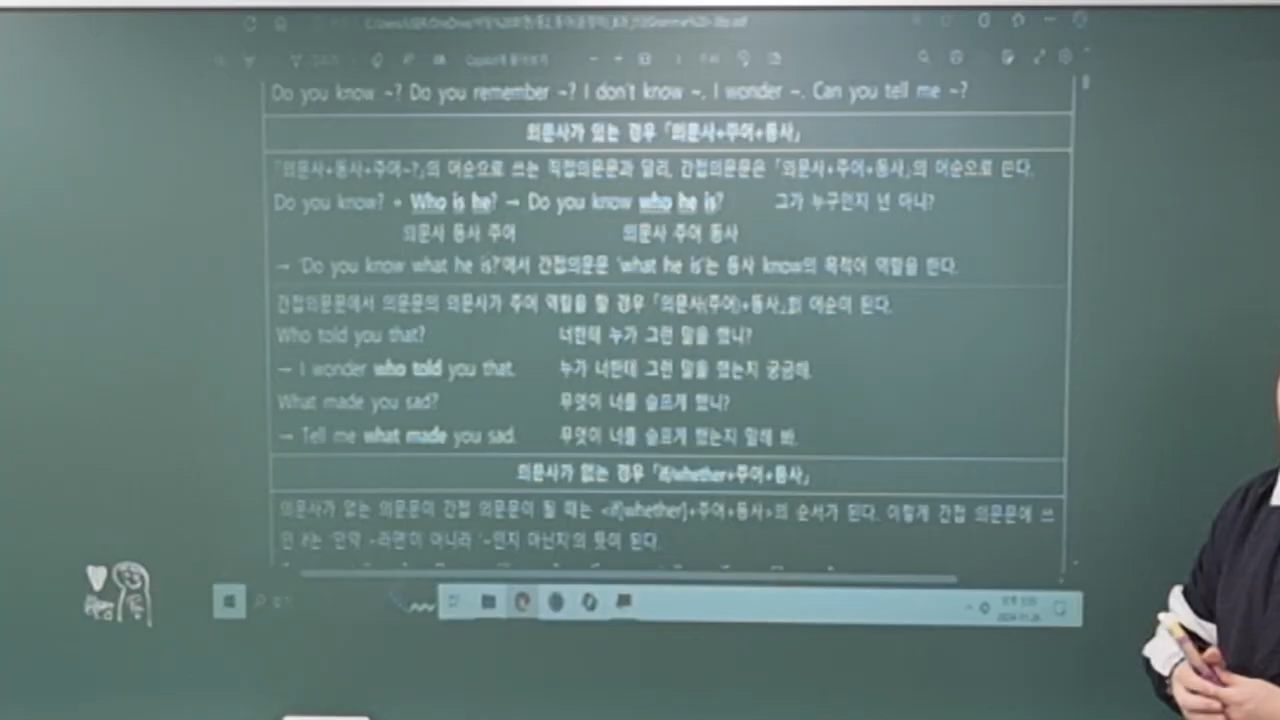 Do you know ~? Do you remember ~? I don't know ~. I wonder ~. Can you tell me ~?
의문사가 있는 경우 「의문사+주어+동사」
「의문사+동사+주어~?」의 어순으로 쓰는 직접의문문과 달리, 간접의문문은 「의문사+주어+동사」의 어순으로 쓴다.
Do you know? + Who is he? → Do you know who he is? 그가 누구인지 넌 아니?
의문사 동사 주어 의문사 주어 동사
→ 'Do you know what he is?'에서 간접의문문 'what he is'는 동사 know의 목적어 역할을 한다.
간접의문문에서 의문문의 의문사가 주어 역할을 할 경우 「의문사(주어)+동사」의 어순이 된다.
Who told you that? 너한테 누가 그런 말을 했니?
→ I wonder who told you that. 누가 너한테 그런 말을 했는지 궁금해.
What made you sad? 무엇이 너를 슬프게 했니?
→ Tell me what made you sad. 무엇이 너를 슬프게 했는지 말해 봐.
의문사가 없는 경우 「if/whether+주어+동사」
의문사가 없는 의문문이 간접 의문문이 될 때는 <if[whether]+주어+동사>의 순서가 된다. 이렇게 간접 의문문에 쓰
인 if는 '만약 ~라면'이 아니라 '~인지 아닌지'의 뜻이 된다.